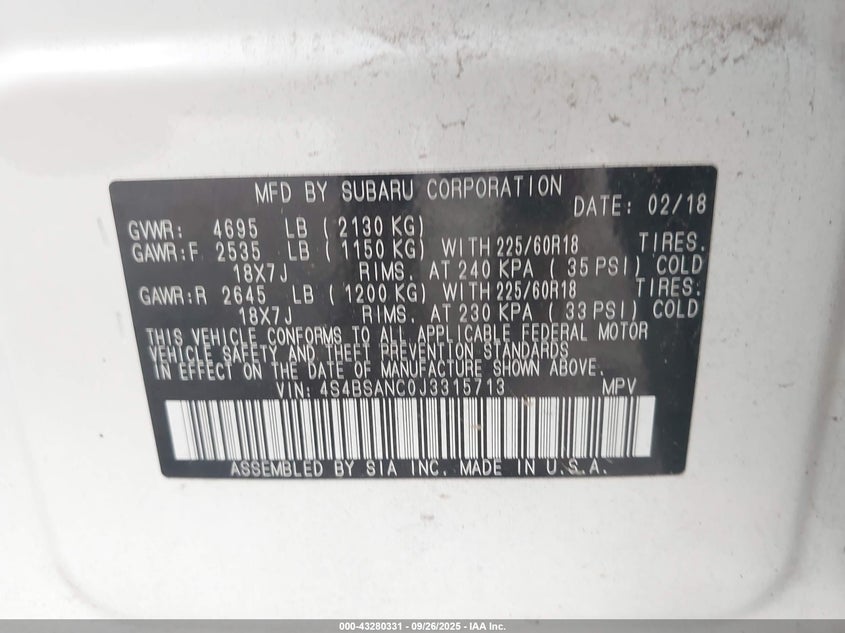 MFD BY SUBARU CORPORATION
DATE: 02/18
GVWR: 4695 LB ( 2130 KG)
GAWR:F 2535 LB ( 1150 KG) WITH 225/60R18 TIRES.
18X7J RIMS. AT 240 KPA ( 35 PSI) COLD
GAWR:R 2645 LB ( 1200 KG) WITH 225/60R18 TIRES:
18X7J RIMS. AT 230 KPA ( 33 PSI) COLD
THIS VEHICLE CONFORMS TO ALL APPLICABLE FEDERAL MOTOR
VEHICLE SAFETY AND THEFT PREVENTION STANDARDS
IN EFFECT ON THE DATE OF MANUFACTURE SHOWN ABOVE.
VIN: 4S4BSANC0J3315713 MPV
ASSEMBLED BY SIA INC. MADE IN U.S.A.
000-43280331 - 09/26/2025 - IAA Inc.